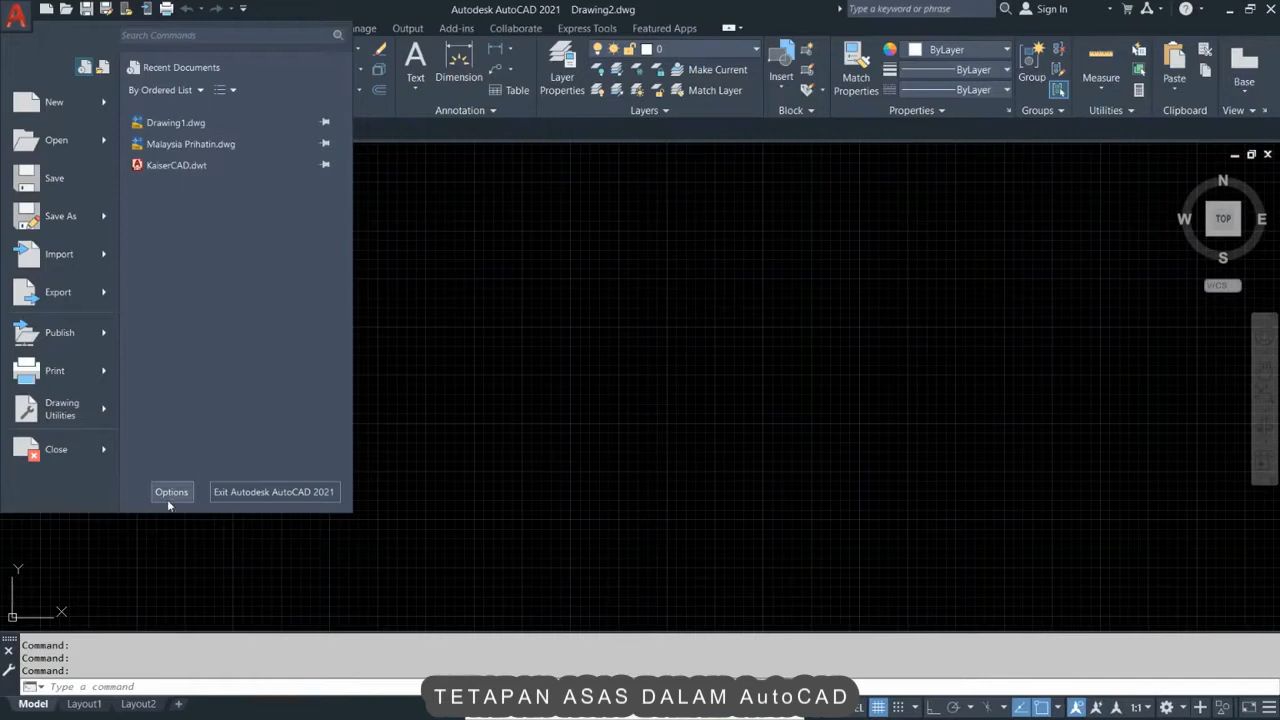 Autodesk AutoCAD 2021 Drawing2.dwg
Type a keyword or phrase
Sign In
Search Commands
Output Add-ins Collaborate Express Tools Featured Apps
Recent Documents
By Ordered List
Drawing1.dwg
Malaysia Prihatin.dwg
KaiserCAD.dwt
New
Open
Save
Save As
Import
Export
Publish
Print
Drawing
Utilities
Close
Options
Exit Autodesk AutoCAD 2021
Text
Dimension
Table
Annotation
Layer
Properties
0
Make Current
Match Layer
Layers
Insert
Block
Match
Properties
ByLayer
ByLayer
ByLayer
Properties
Group
Groups
Measure
Utilities
Paste
Clipboard
Base
View
N
W TOP E
S
WCS
Y
X
Command:
Command:
Command:
Type a command
TETAPAN ASAS DALAM AutoCAD
Model Layout1 Layout2
1:1